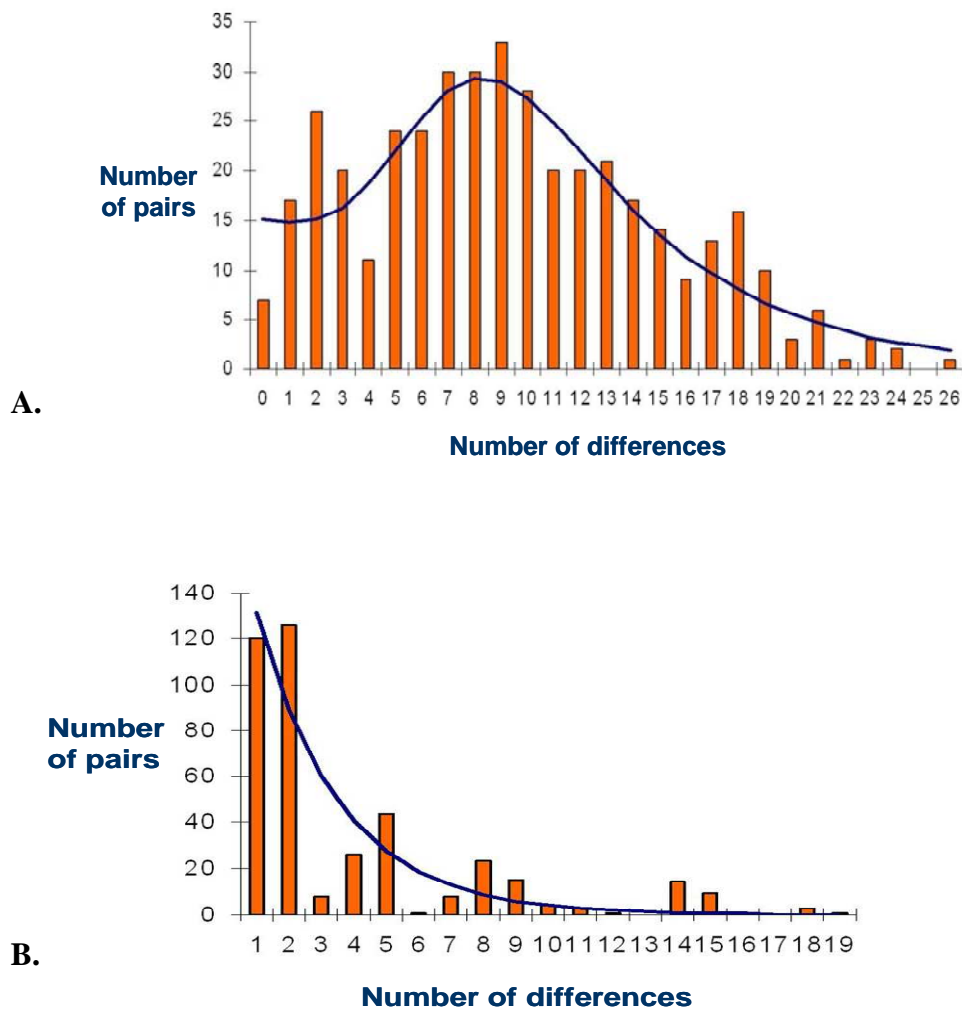 35
30
25
20
15
10
5
0
Number
of pairs
0 1 2 3 4 5 6 7 8 9 10 11 12 13 14 15 16 17 18 19 20 21 22 23 24 25 26
A.
Number of differences
140
120
100
80
60
40
20
0
Number
of pairs
1 2 3 4 5 6 7 8 9 10 11 12 13 14 15 16 17 18 19
B.
Number of differences